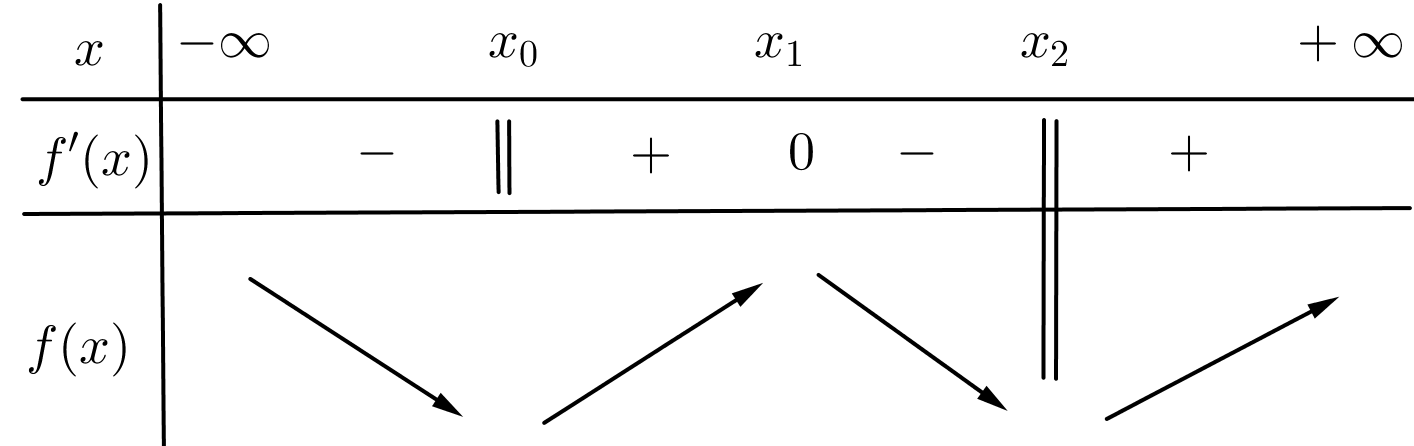 x −∞ x₀ x₁ x₂ +∞
f′(x) − || + 0 − || +
f(x)